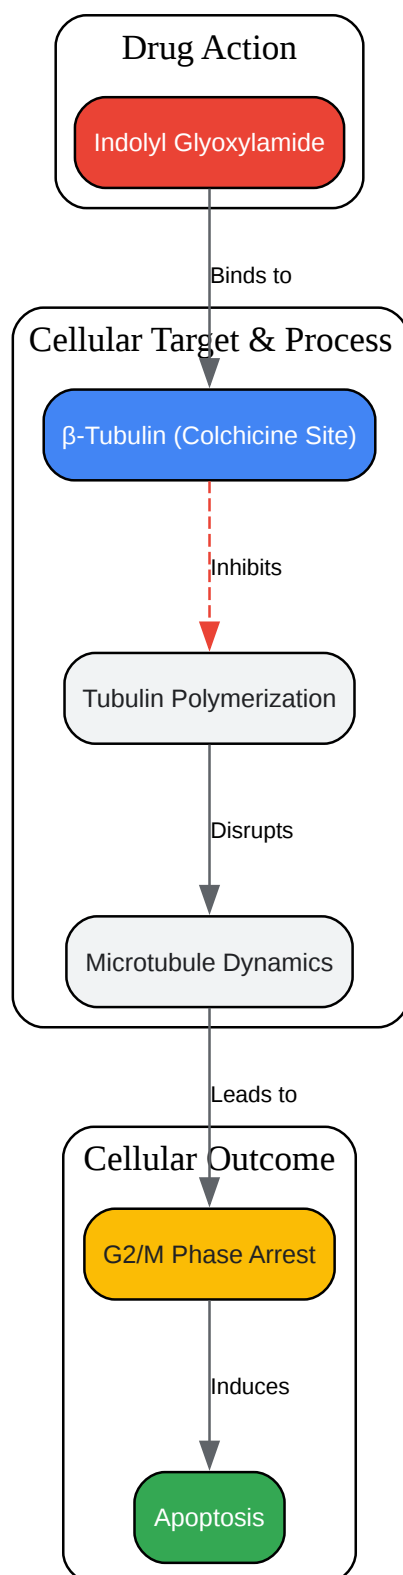 Drug Action
Indolyl Glyoxylamide
Binds to
Cellular Target & Process
β-Tubulin (Colchicine Site)
Inhibits
Tubulin Polymerization
Disrupts
Microtubule Dynamics
Leads to
Cellular Outcome
G2/M Phase Arrest
Induces
Apoptosis